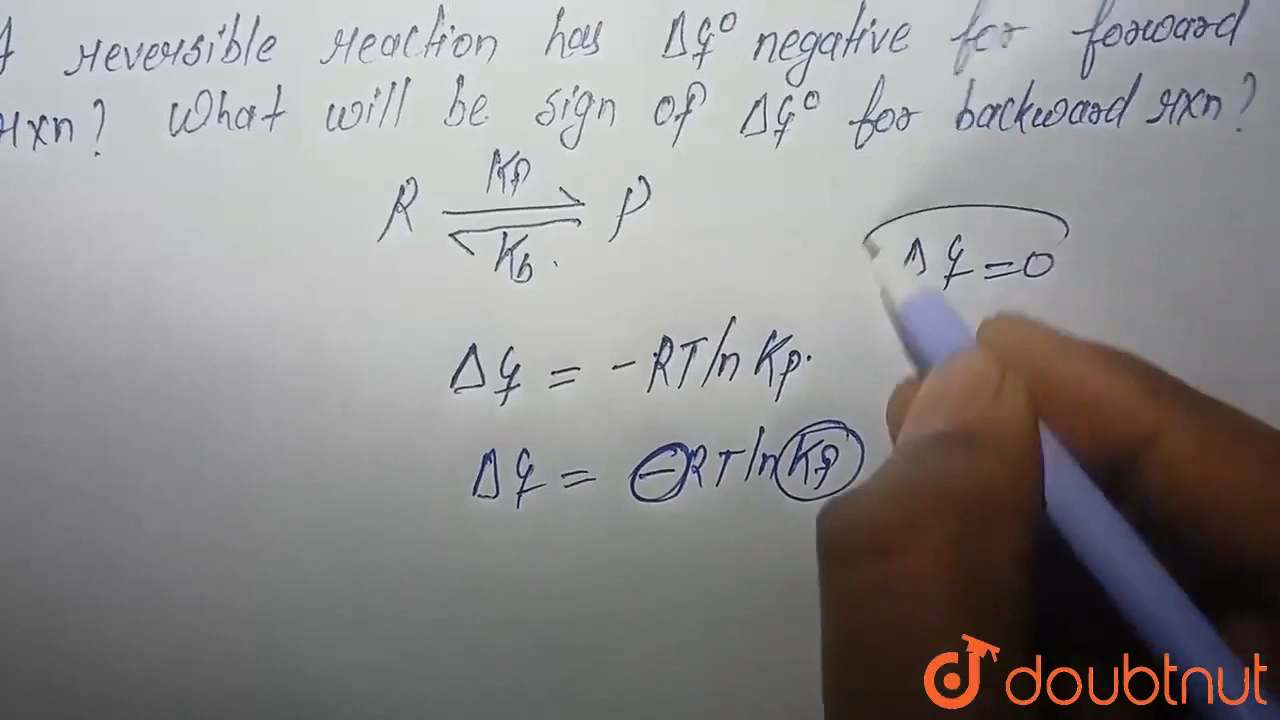 A reversible reaction has ΔG° negative for forward
rxn? What will be sign of ΔG° for backward rxn?
Kf
R ⇌ P
Kb.
ΔG = 0
ΔG = -RT ln Kp.
ΔG = -RT ln Kf
doubtnut